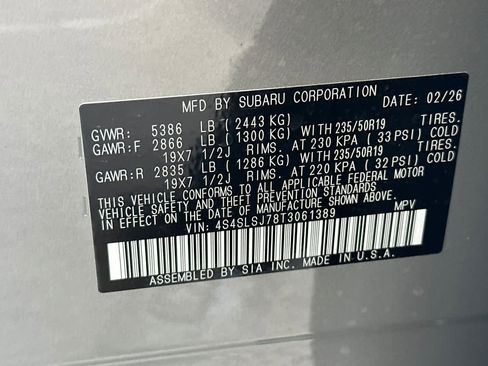 MFD BY SUBARU CORPORATION DATE: 02/26
GVWR: 5386 LB (2443 KG)
GAWR:F 2866 LB (1300 KG) WITH 235/50R19 TIRES.
19X7 1/2J RIMS. AT 230 KPA (33 PSI) COLD
GAWR:R 2835 LB (1286 KG) WITH 235/50R19 TIRES.
19X7 1/2J RIMS. AT 220 KPA (32 PSI) COLD
THIS VEHICLE CONFORMS TO ALL APPLICABLE FEDERAL MOTOR
VEHICLE SAFETY AND THEFT PREVENTION STANDARDS
IN EFFECT ON THE DATE OF MANUFACTURE SHOWN ABOVE.
VIN: 4S4SLSJ78T3061389 MPV
ASSEMBLED BY SIA INC. MADE IN U.S.A.